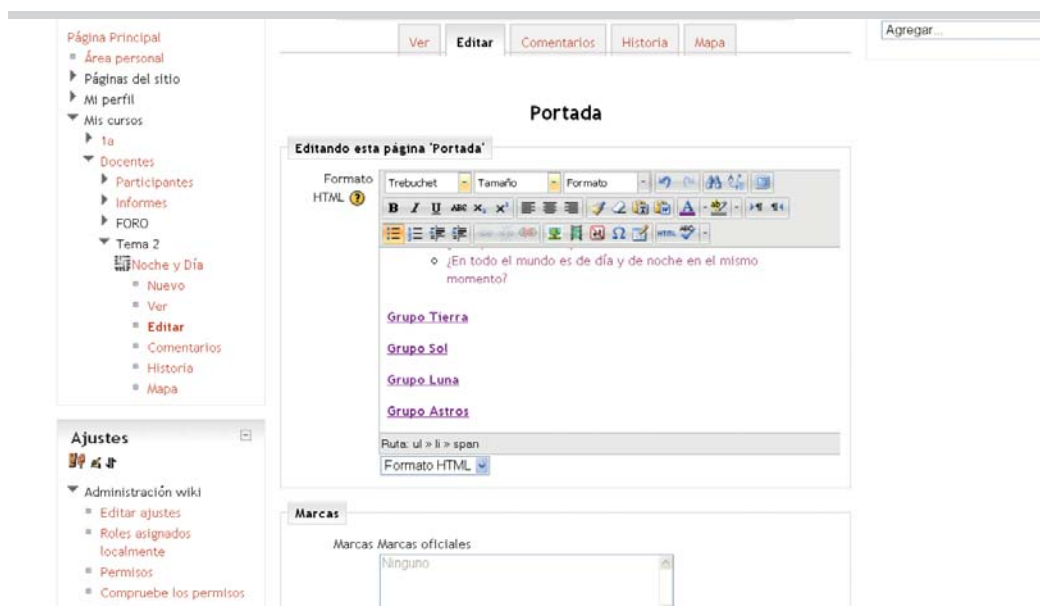 Página Principal
Área personal
Páginas del sitio
Mi perfil
Mis cursos
1a
Docentes
Participantes
Informes
FORO
Tema 2
Noche y Día
Nuevo
Ver
Editar
Comentarios
Historia
Mapa
Ajustes
Administración wiki
Editar ajustes
Roles asignados
localmente
Permisos
Compruebe los permisos
Ver Editar Comentarios Historia Mapa
Portada
Editando esta página 'Portada'
Formato
HTML
Trebuchet Tamaño Formato
B I U ABC x₂ x²
HTML
¿En todo el mundo es de día y de noche en el mismo
momento?
Grupo Tierra
Grupo Sol
Grupo Luna
Grupo Astros
Ruta: ul » li » span
Formato HTML
Marcas
Marcas Marcas oficiales
Ninguno
Agregar...